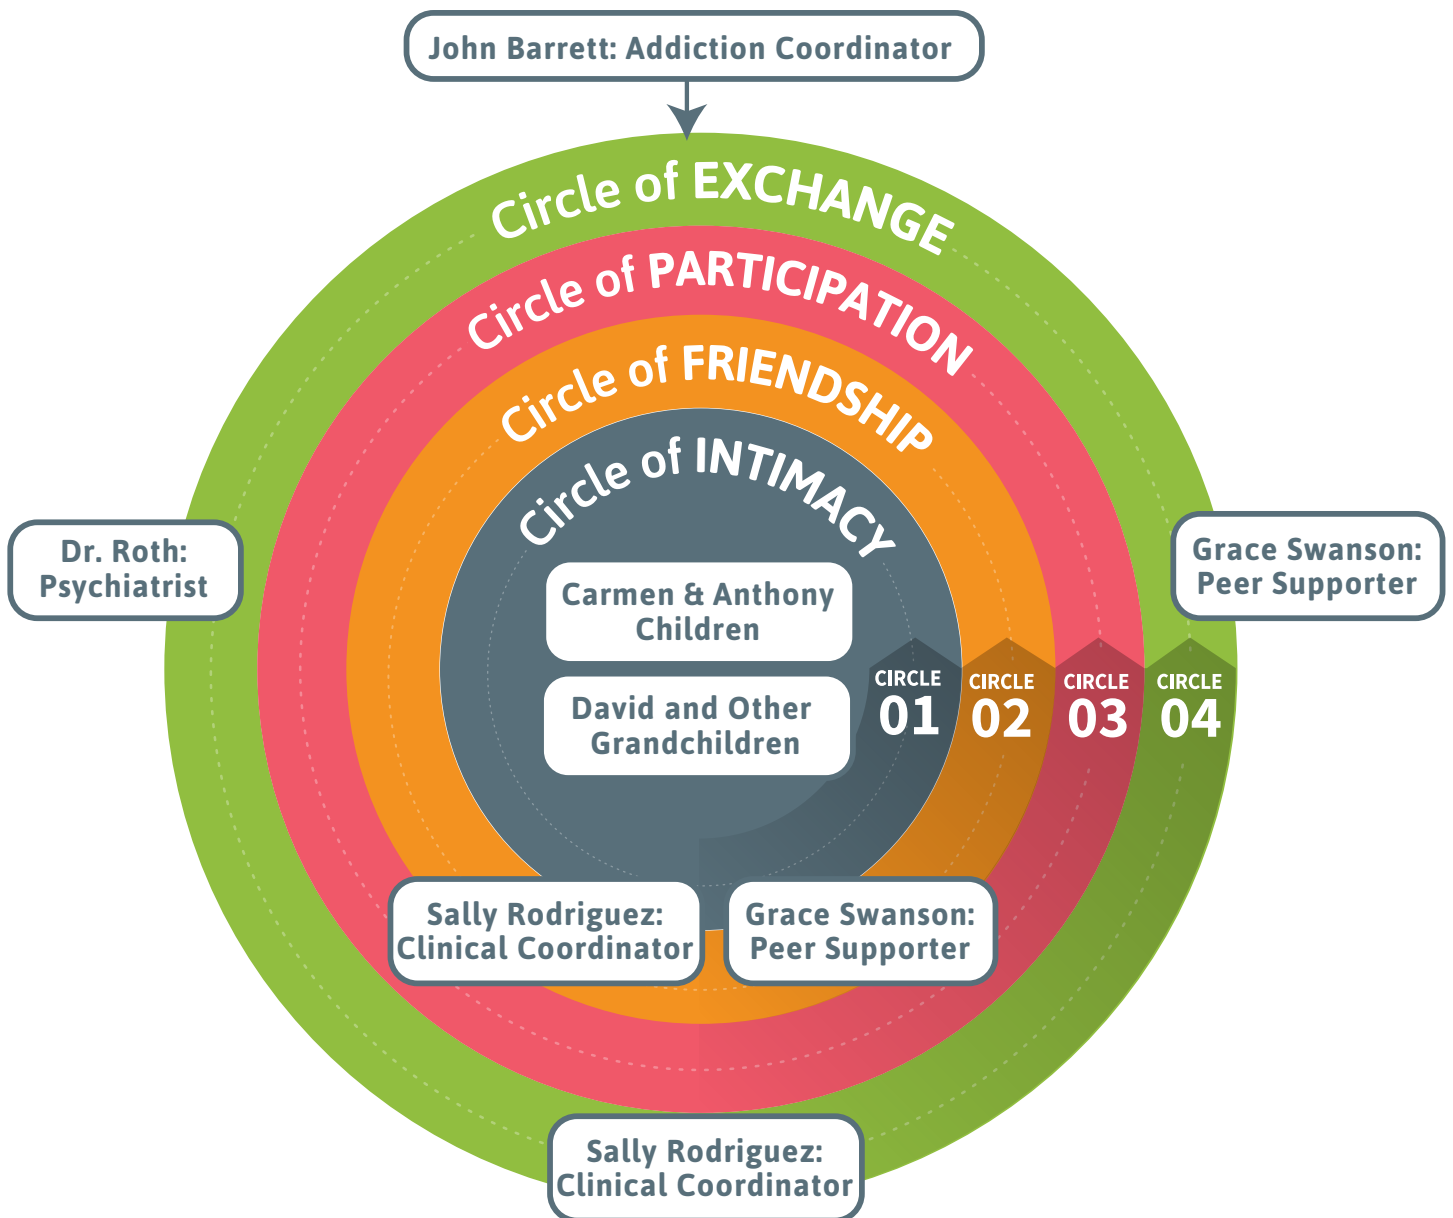 John Barrett: Addiction Coordinator
Circle of EXCHANGE
Circle of PARTICIPATION
Circle of FRIENDSHIP
Circle of INTIMACY
Dr. Roth:
Psychiatrist
Grace Swanson:
Peer Supporter
Carmen & Anthony
Children
David and Other
Grandchildren
CIRCLE
01
CIRCLE
02
CIRCLE
03
CIRCLE
04
Sally Rodriguez:
Clinical Coordinator
Grace Swanson:
Peer Supporter
Sally Rodriguez:
Clinical Coordinator